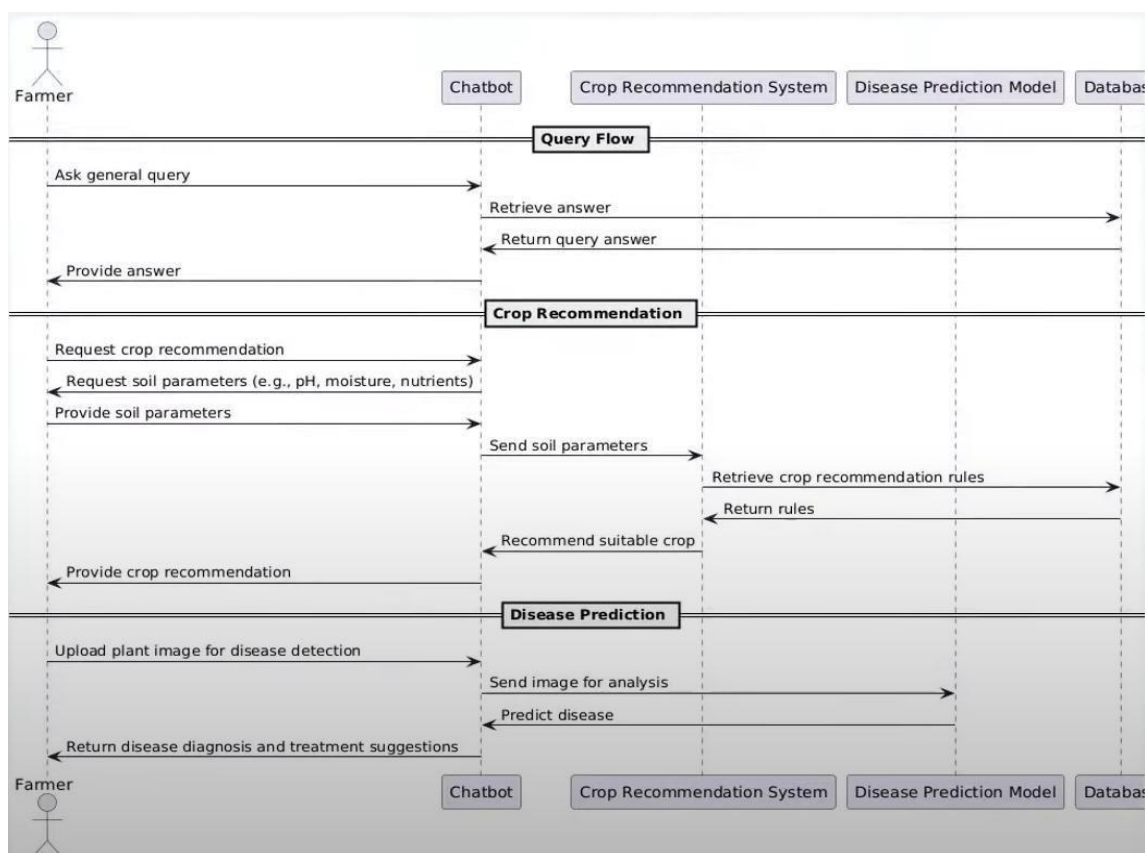 Farmer
Chatbot
Crop Recommendation System
Disease Prediction Model
Databas
Query Flow
Ask general query
Retrieve answer
Return query answer
Provide answer
Crop Recommendation
Request crop recommendation
Request soil parameters (e.g., pH, moisture, nutrients)
Provide soil parameters
Send soil parameters
Retrieve crop recommendation rules
Return rules
Recommend suitable crop
Provide crop recommendation
Disease Prediction
Upload plant image for disease detection
Send image for analysis
Predict disease
Return disease diagnosis and treatment suggestions
Farmer
Chatbot
Crop Recommendation System
Disease Prediction Model
Databas